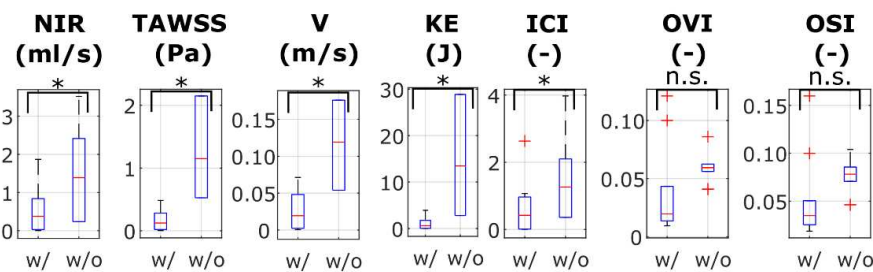 NIR TAWSS V KE ICI OVI OSI
(ml/s) (Pa) (m/s) (J) (-) (-) (-)
* * * * * n.s. n.s.
3 2 0.15 30 4 0.10 0.15
2 1 0.1 20 2 0.05 0.10
1 0 0.05 10 0 0 0.05
0 0 0
w/ w/o w/ w/o w/ w/o w/ w/o w/ w/o w/ w/o w/ w/o